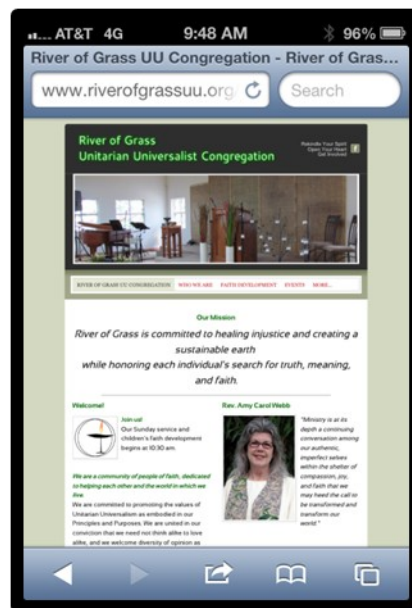 AT&T 4G 9:48 AM 96%
River of Grass UU Congregation - River of Gras...
www.riverofgrassuu.org Search
River of Grass
Unitarian Universalist Congregation
Rekindle Your Spirit
Open Your Heart
Get Involved
RIVER OF GRASS UU CONGREGATION WHO WE ARE FAITH DEVELOPMENT EVENTS MORE...
Our Mission
River of Grass is committed to healing injustice and creating a
sustainable earth
while honoring each individual's search for truth, meaning,
and faith.
Welcome!
Join us!
Our Sunday service and
children's faith development
begins at 10:30 am.
We are a community of people of faith, dedicated
to helping each other and the world in which we
live.
We are committed to promoting the values of
Unitarian Universalism as embodied in our
Principles and Purposes. We are united in our
conviction that we need not think alike to love
alike, and we welcome diversity of opinion as
Rev. Amy Carol Webb
"Ministry is at its
depth a continuing
conversation among
our authentic,
imperfect selves
within the shelter of
compassion, joy,
and faith that we
may heed the call to
be transformed and
transform our
world."